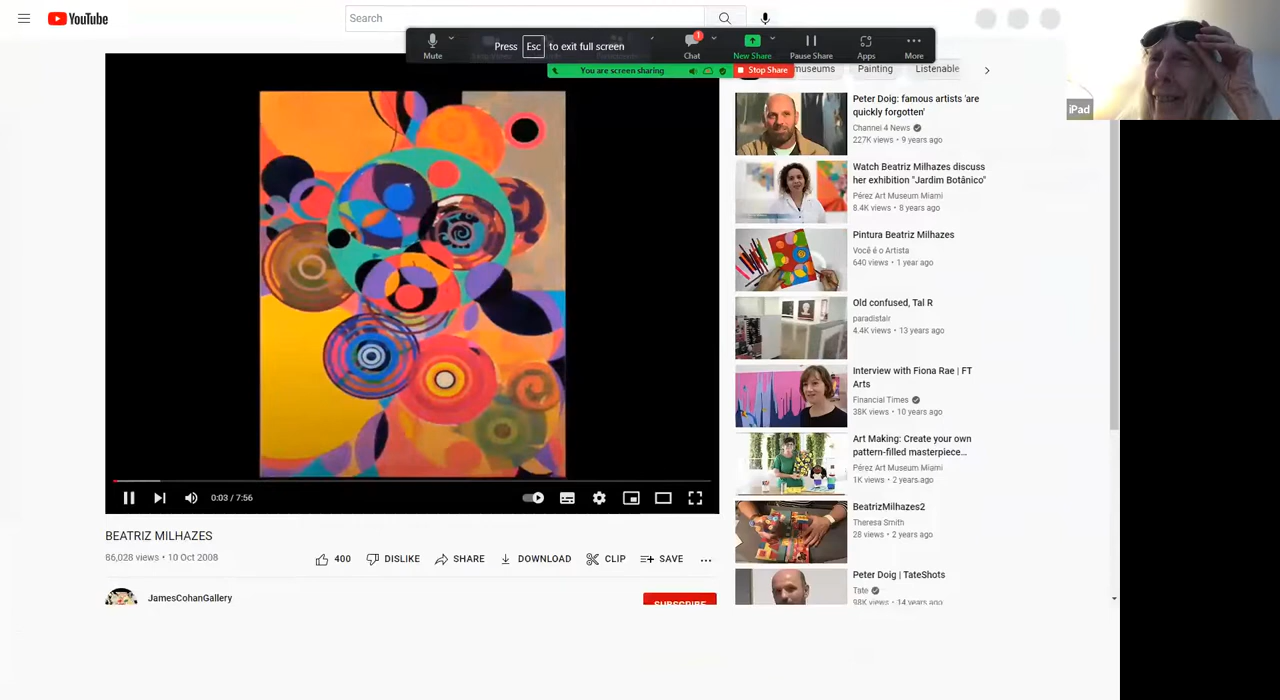 YouTube
Search
Press Esc to exit full screen
Mute
1
Chat
New Share
Pause Share
Apps
More
You are screen sharing
Stop Share
museums
Painting
Listenable
iPad
Peter Doig: famous artists 'are
quickly forgotten'
Channel 4 News
227K views • 9 years ago
Watch Beatriz Milhazes discuss
her exhibition "Jardim Botânico"
Pérez Art Museum Miami
8.4K views • 8 years ago
Pintura Beatriz Milhazes
Você é o Artista
640 views • 1 year ago
Old confused, Tal R
paradistair
4.4K views • 13 years ago
Interview with Fiona Rae | FT
Arts
Financial Times
38K views • 10 years ago
Art Making: Create your own
pattern-filled masterpiece...
Pérez Art Museum Miami
1K views • 2 years ago
BeatrizMilhazes2
Theresa Smith
28 views • 2 years ago
Peter Doig | TateShots
Tate
98K views • 14 years ago
0:03 / 7:56
BEATRIZ MILHAZES
86,028 views • 10 Oct 2008
400
DISLIKE
SHARE
DOWNLOAD
CLIP
SAVE
JamesCohanGallery
SUBSCRIBE